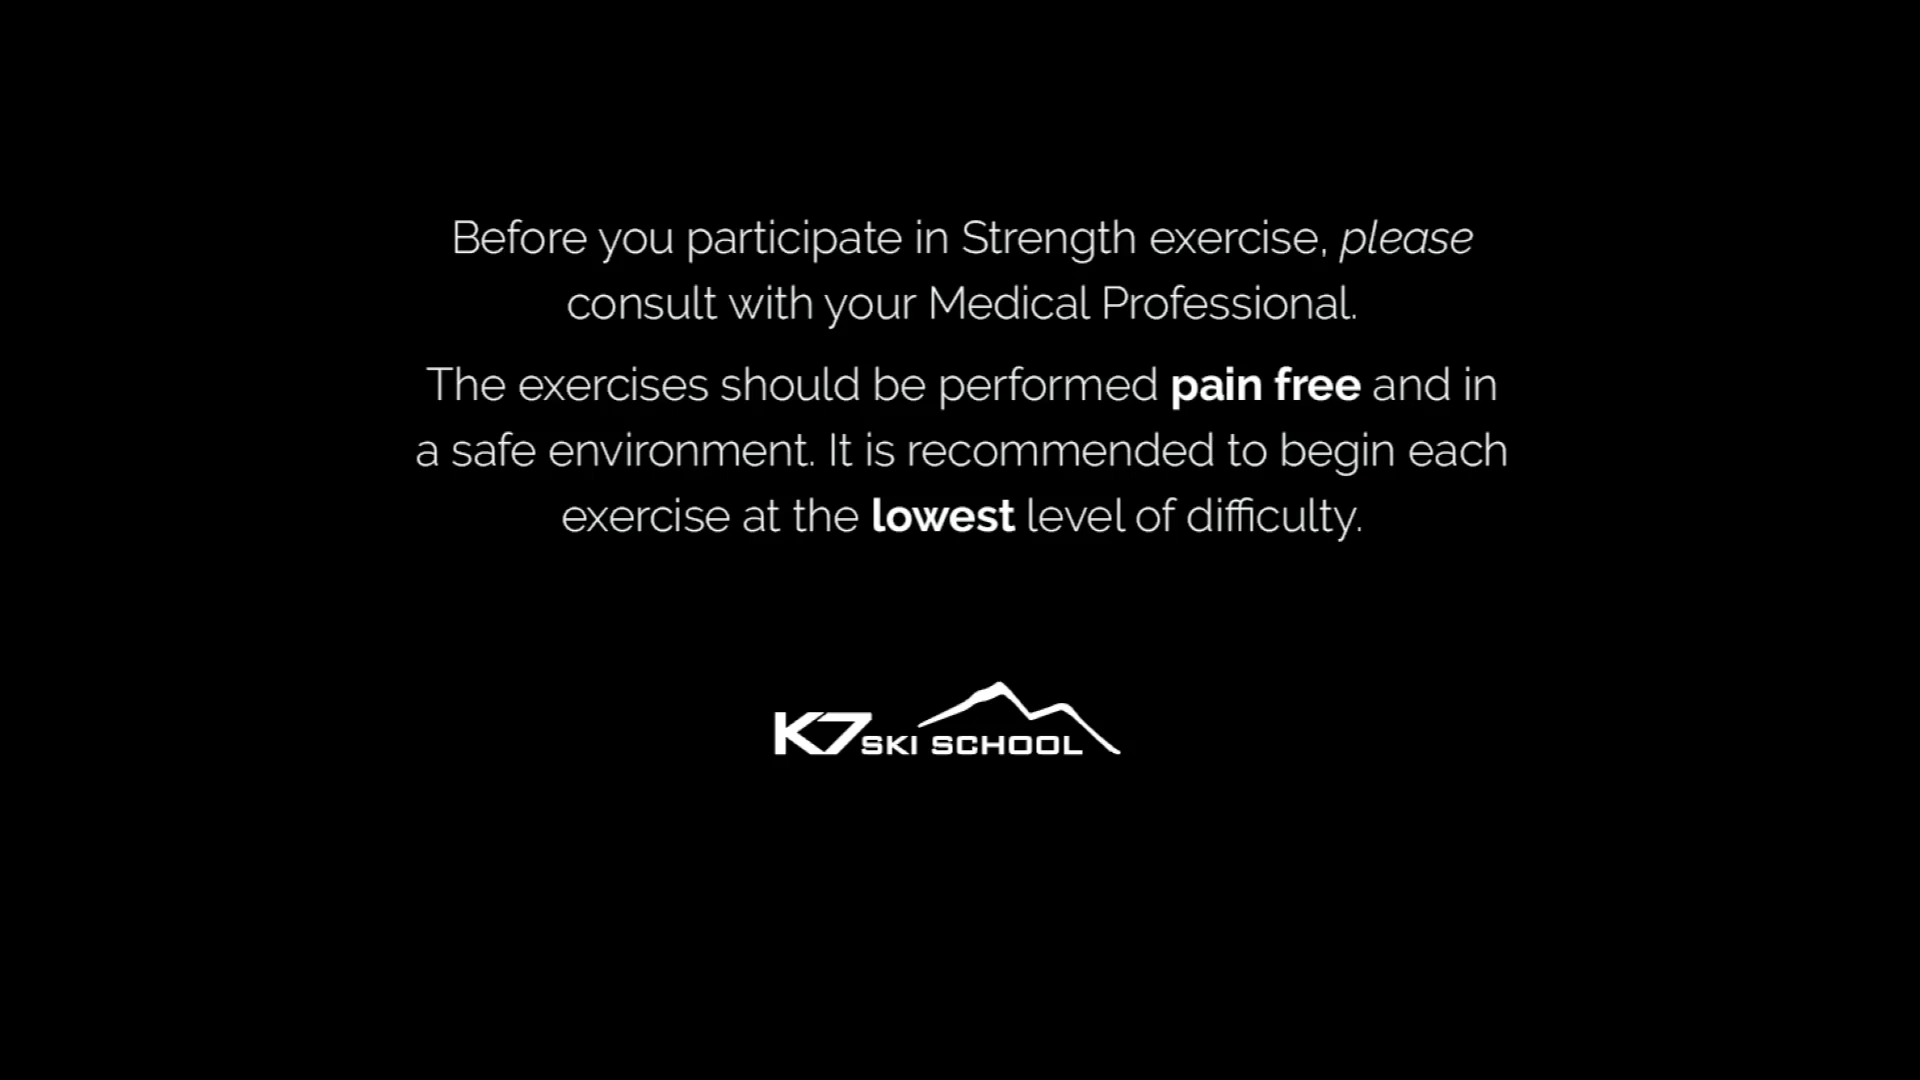 Before you participate in Strength exercise, please
consult with your Medical Professional.
The exercises should be performed pain free and in
a safe environment. It is recommended to begin each
exercise at the lowest level of difficulty.
K7 SKI SCHOOL